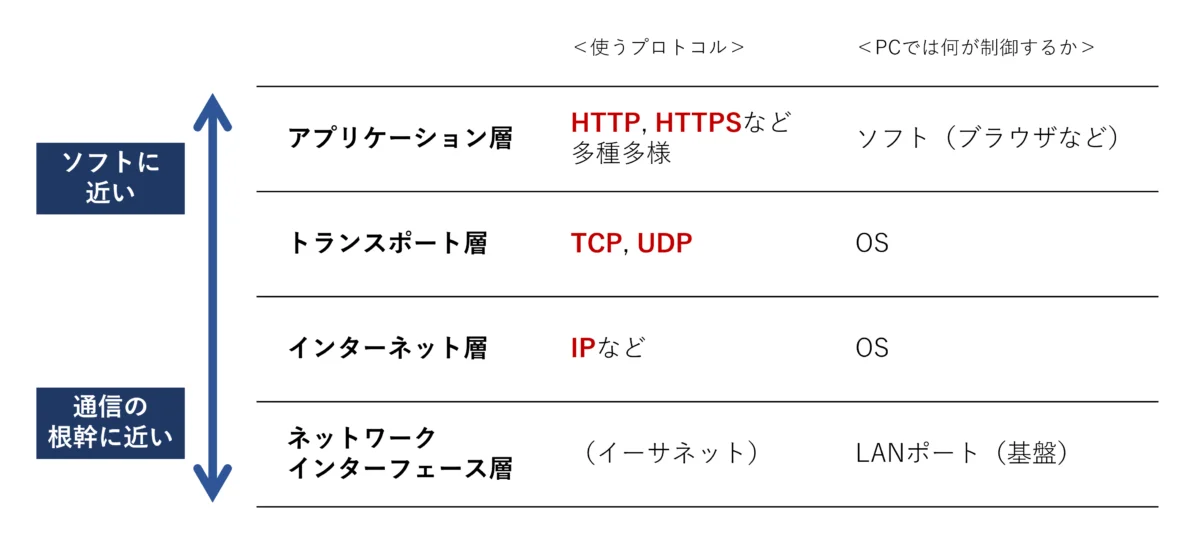 ＜使うプロトコル＞
＜PCでは何が制御するか＞
ソフトに
近い
通信の
根幹に近い
アプリケーション層
HTTP, HTTPSなど
多種多様
ソフト（ブラウザなど）
トランスポート層
TCP, UDP
OS
インターネット層
IPなど
OS
ネットワーク
インターフェース層
（イーサネット）
LANポート（基盤）